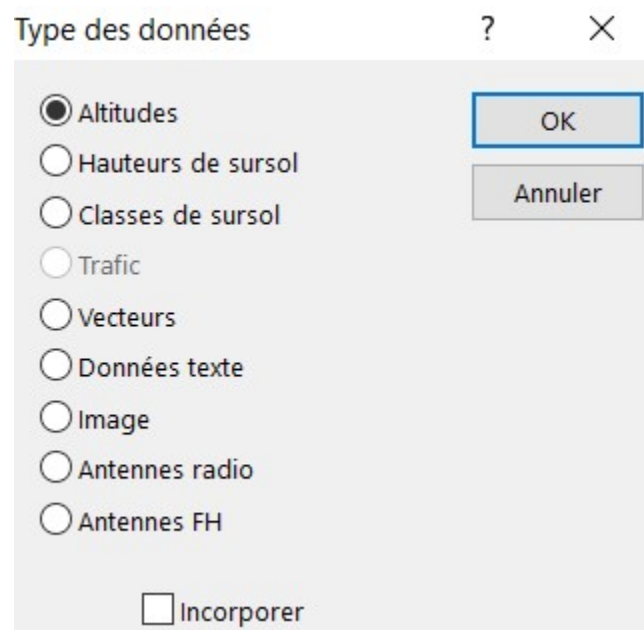 Type des données ?
Altitudes
OK
Hauteurs de sursol
Annuler
Classes de sursol
Trafic
Vecteurs
Données texte
Image
Antennes radio
Antennes FH
Incorporer